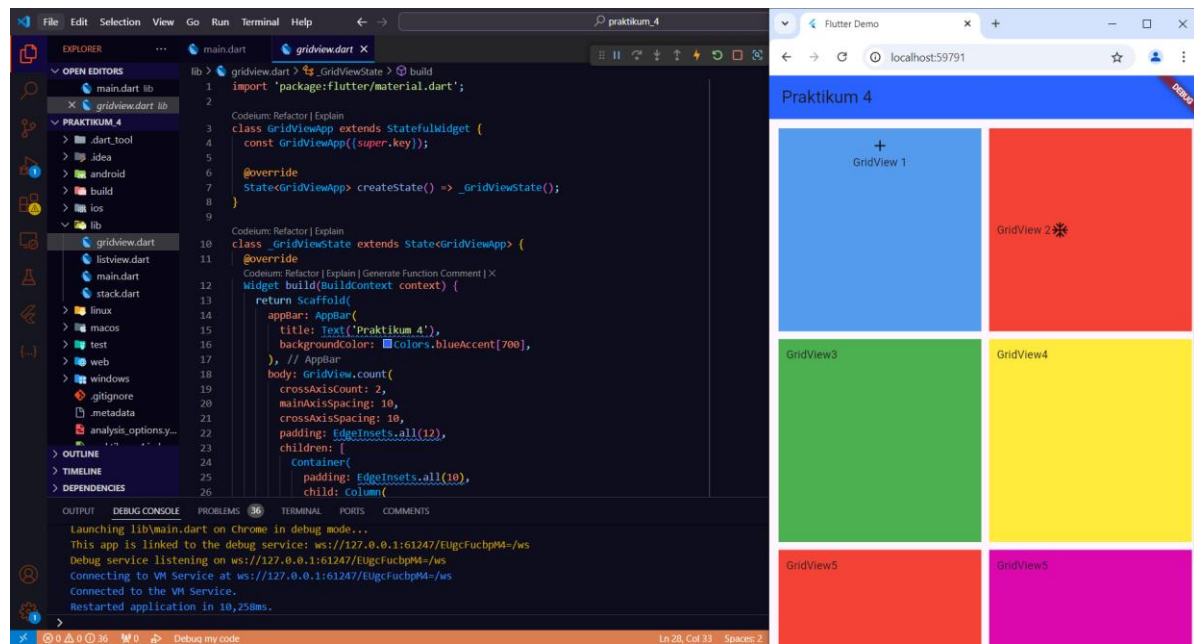 File Edit Selection View Go Run Terminal Help
praktikum_4
EXPLORER
OPEN EDITORS
main.dart lib
gridview.dart lib
PRAKTIKUM_4
.dart_tool
.idea
android
build
ios
lib
gridview.dart
listview.dart
main.dart
stack.dart
linux
macos
test
web
windows
.gitignore
.metadata
analysis_options.y...
OUTLINE
TIMELINE
DEPENDENCIES
main.dart
gridview.dart
lib > gridview.dart > _GridViewState > build
1 import 'package:flutter/material.dart';
2
Codeium: Refactor | Explain
3 class GridViewApp extends StatefulWidget {
4 const GridViewApp({super.key});
5
6 @override
7 State<GridViewApp> createState() => _GridViewState();
8 }
9
Codeium: Refactor | Explain
10 class _GridViewState extends State<GridViewApp> {
11 @override
Codeium: Refactor | Explain | Generate Function Comment | X
12 Widget build(BuildContext context) {
13 return Scaffold(
14 appBar: AppBar(
15 title: Text('Praktikum 4'),
16 backgroundColor: Colors.blueAccent[700],
17 ), // AppBar
18 body: GridView.count(
19 crossAxisCount: 2,
20 mainAxisSpacing: 10,
21 crossAxisSpacing: 10,
22 padding: EdgeInsets.all(12),
23 children: [
24 Container(
25 padding: EdgeInsets.all(10),
26 child: Column(
OUTPUT DEBUG CONSOLE PROBLEMS 36 TERMINAL PORTS COMMENTS
Launching lib\main.dart on Chrome in debug mode...
This app is linked to the debug service: ws://127.0.0.1:61247/EUgcFucbpM4=/ws
Debug service listening on ws://127.0.0.1:61247/EUgcFucbpM4=/ws
Connecting to VM Service at ws://127.0.0.1:61247/EUgcFucbpM4=/ws
Connected to the VM Service.
Restarted application in 10,258ms.
>
0 0 36 0 Debug my code
Ln 28, Col 33 Spaces: 2
Flutter Demo
localhost:59791
Praktikum 4
DEBUG
GridView 1
GridView 2
GridView3
GridView4
GridView5
GridView5